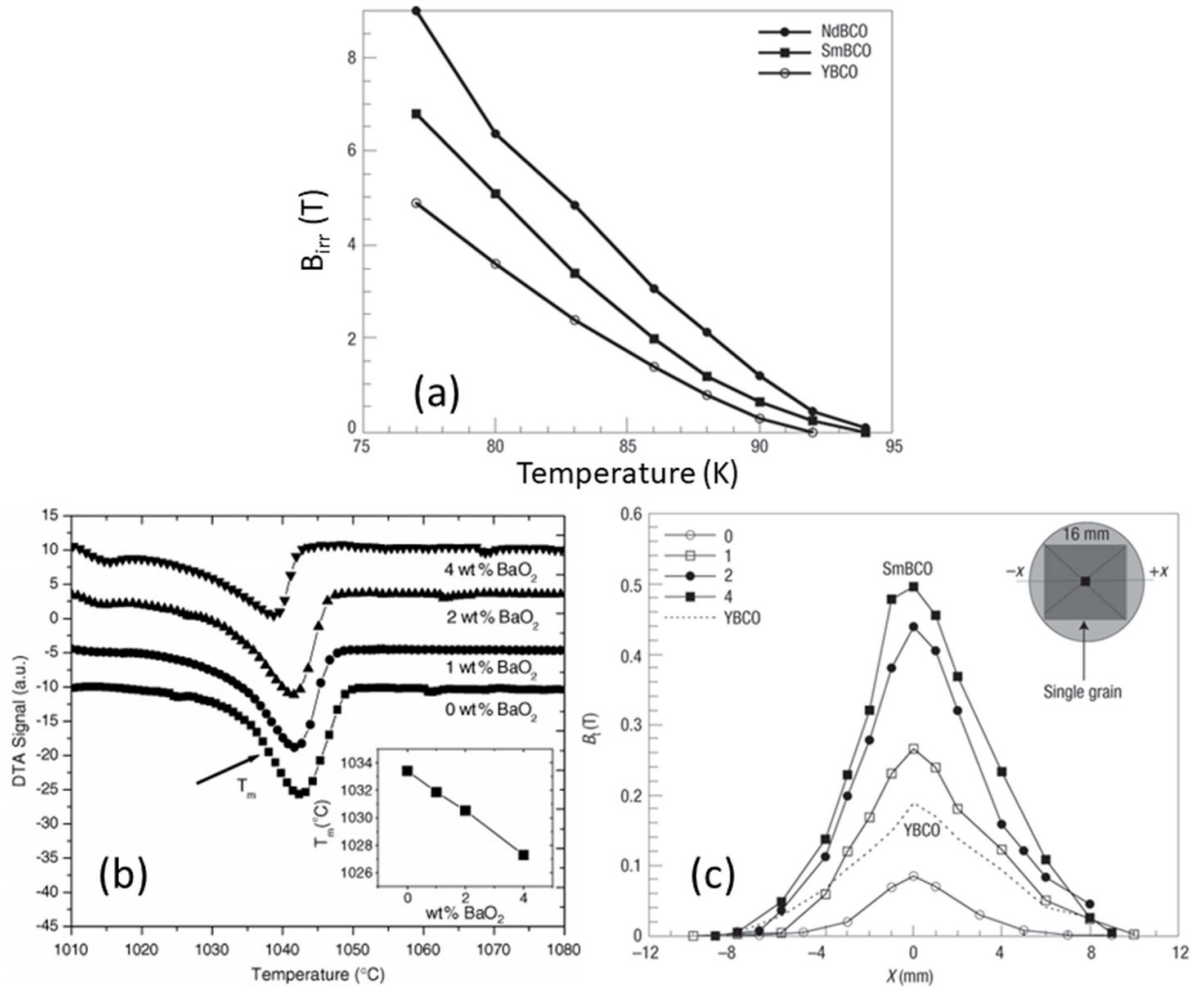 NdBCO
SmBCO
YBCO
8
6
4
2
0
B_irr (T)
(a)
75 80 85 90 95
Temperature (K)
15
10
5
0
-5
-10
-15
-20
-25
-30
-35
-40
-45
DTA Signal (a.u.)
4 wt% BaO2
2 wt% BaO2
1 wt% BaO2
0 wt% BaO2
Tm
(b)
1034
1032
1030
1028
1026
Tm(°C)
0 2 4
wt% BaO2
1010 1020 1030 1040 1050 1060 1070 1080
Temperature (°C)
0.6
0.5
0.4
0.3
0.2
0.1
0
Bt(T)
0
1
2
4
YBCO
SmBCO
16 mm
−x +x
Single grain
YBCO
(c)
−12 −8 −4 0 4 8 12
X(mm)